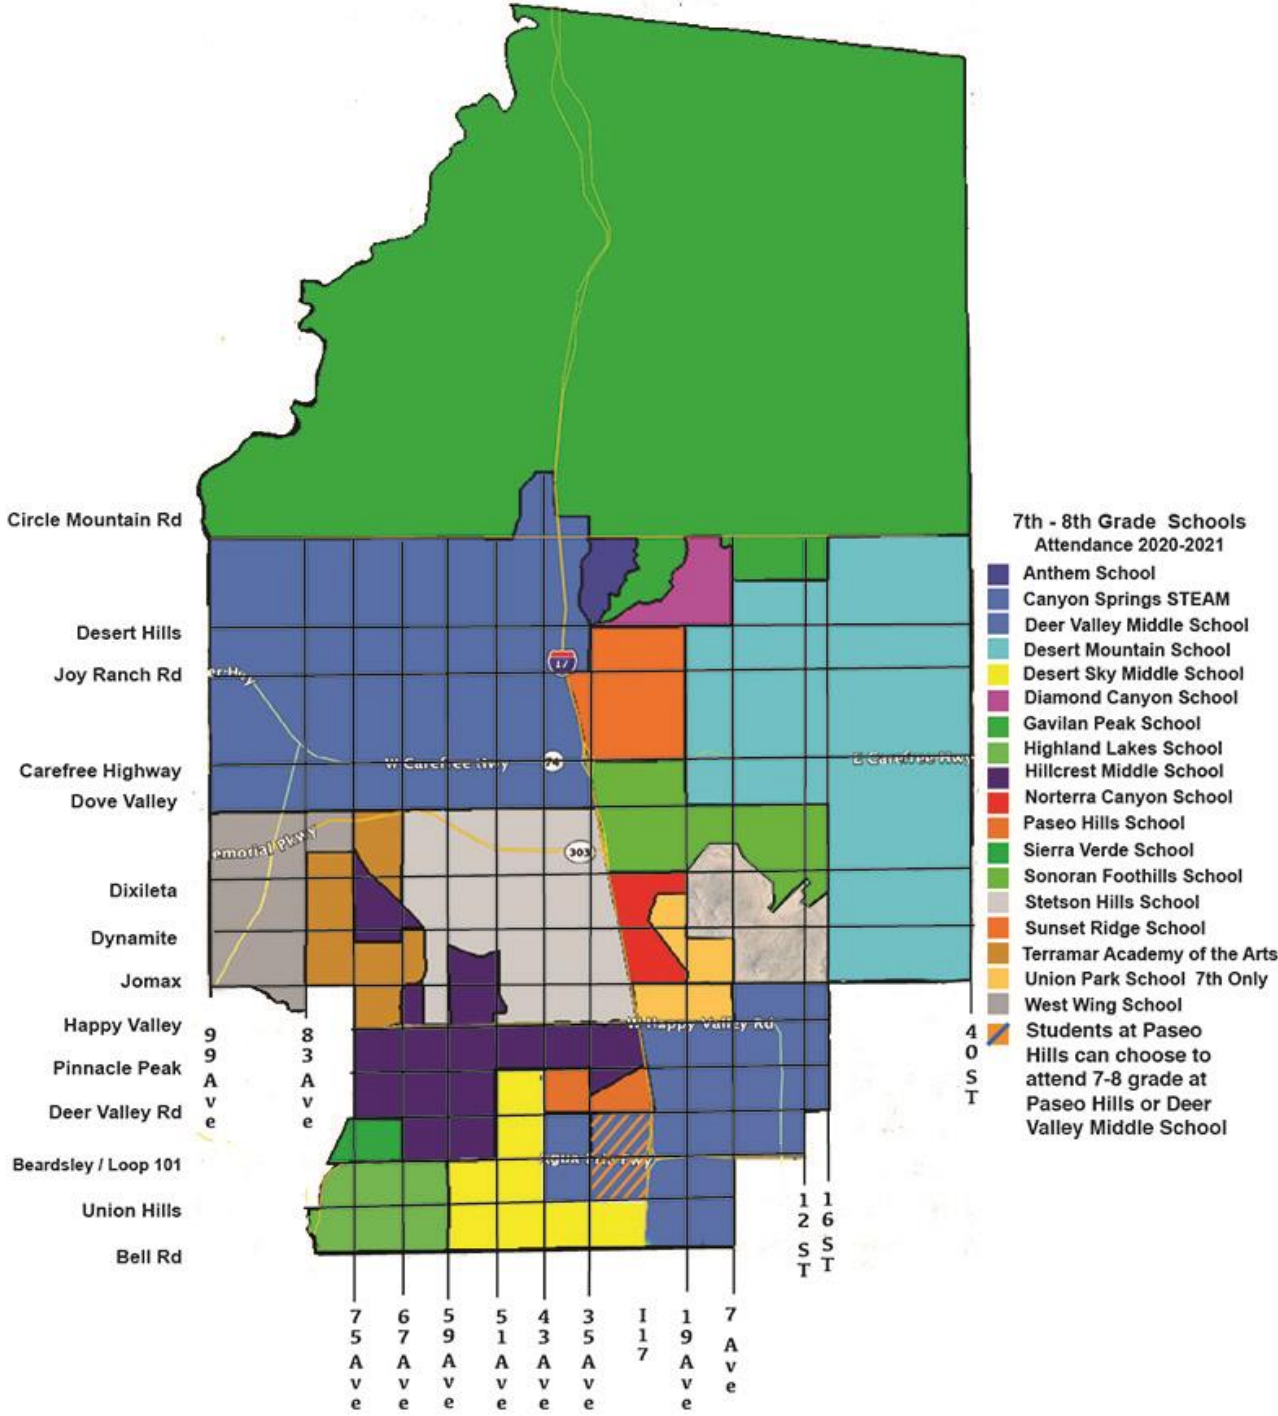 Circle Mountain Rd
7th - 8th Grade Schools
Attendance 2020-2021
Anthem School
Canyon Springs STEAM
Deer Valley Middle School
Desert Mountain School
Desert Sky Middle School
Diamond Canyon School
Gavilan Peak School
Highland Lakes School
Hillcrest Middle School
Norterra Canyon School
Paseo Hills School
Sierra Verde School
Sonoran Foothills School
Stetson Hills School
Sunset Ridge School
Terramar Academy of the Arts
Union Park School 7th Only
West Wing School
Students at Paseo
Hills can choose to
attend 7-8 grade at
Paseo Hills or Deer
Valley Middle School
Desert Hills
Joy Ranch Rd
Carefree Highway
Dove Valley
Dixileta
Dynamite
Jomax
Happy Valley
Pinnacle Peak
Deer Valley Rd
Beardsley / Loop 101
Union Hills
Bell Rd
17
W Carefree Hwy
74
E Carefree Hwy
emorial Pkwy
303
W Happy Valley Rd
99 Ave
83 Ave
40 ST
12 ST
16 ST
75 Ave
67 Ave
59 Ave
51 Ave
43 Ave
35 Ave
I17
19 Ave
7 Ave